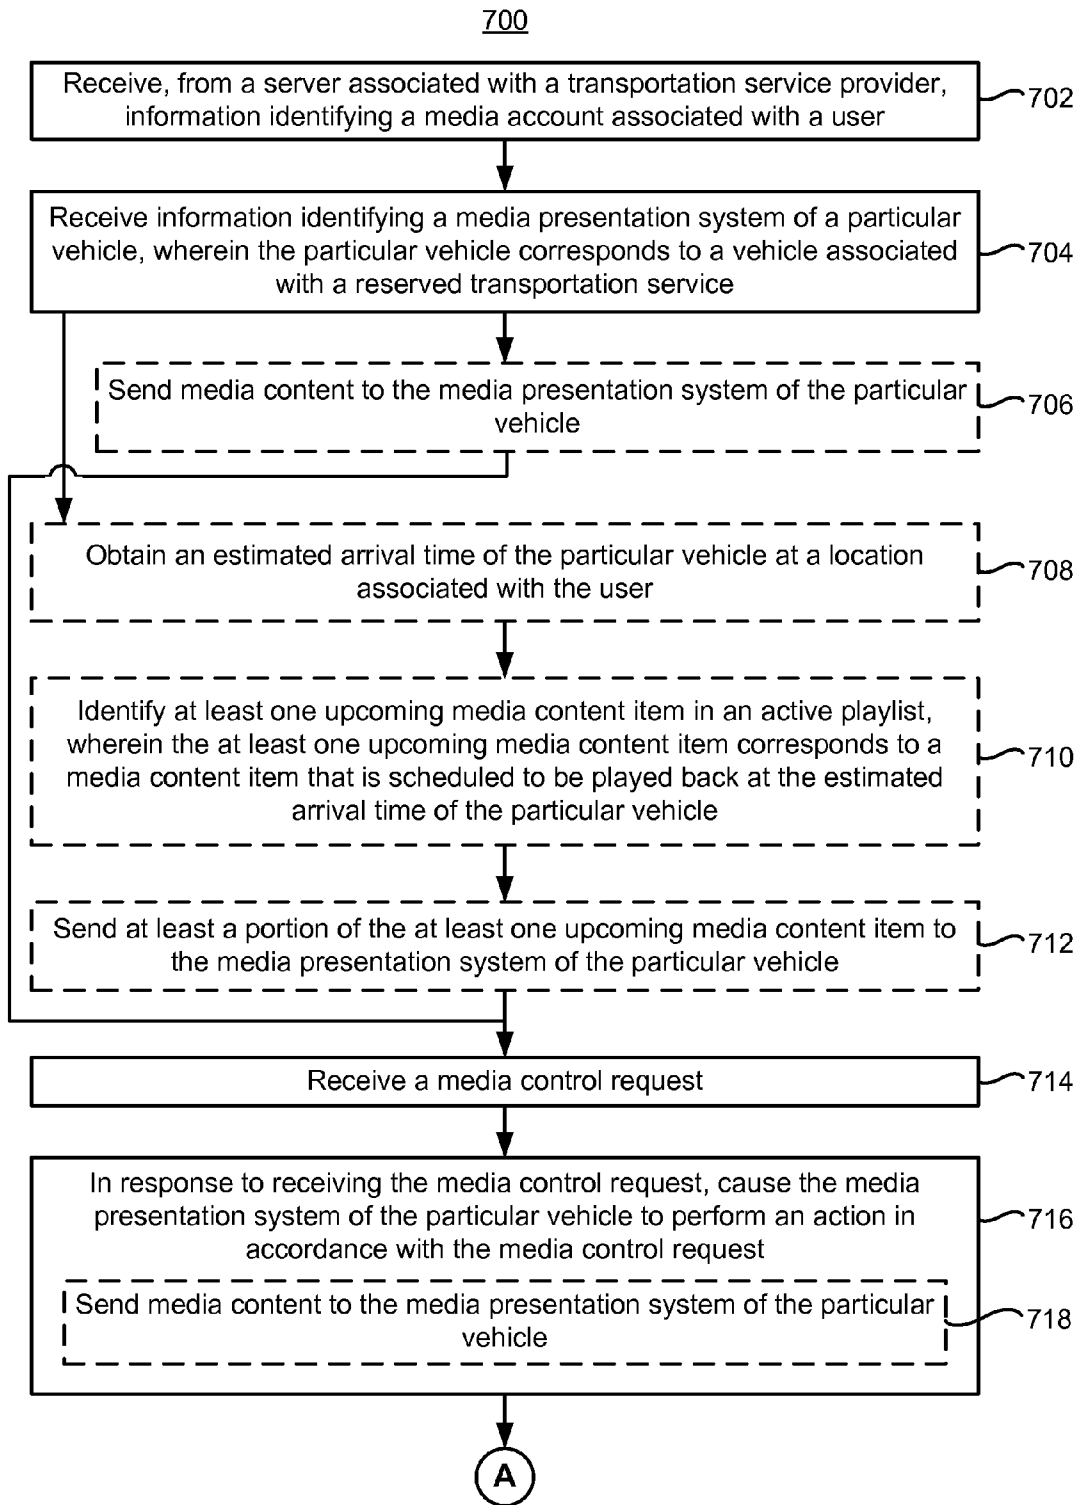 700
Receive, from a server associated with a transportation service provider,
information identifying a media account associated with a user
702
Receive information identifying a media presentation system of a particular
vehicle, wherein the particular vehicle corresponds to a vehicle associated
with a reserved transportation service
704
Send media content to the media presentation system of the particular
vehicle
706
Obtain an estimated arrival time of the particular vehicle at a location
associated with the user
708
Identify at least one upcoming media content item in an active playlist,
wherein the at least one upcoming media content item corresponds to a
media content item that is scheduled to be played back at the estimated
arrival time of the particular vehicle
710
Send at least a portion of the at least one upcoming media content item to
the media presentation system of the particular vehicle
712
Receive a media control request
714
In response to receiving the media control request, cause the media
presentation system of the particular vehicle to perform an action in
accordance with the media control request
716
Send media content to the media presentation system of the particular
vehicle
718
A